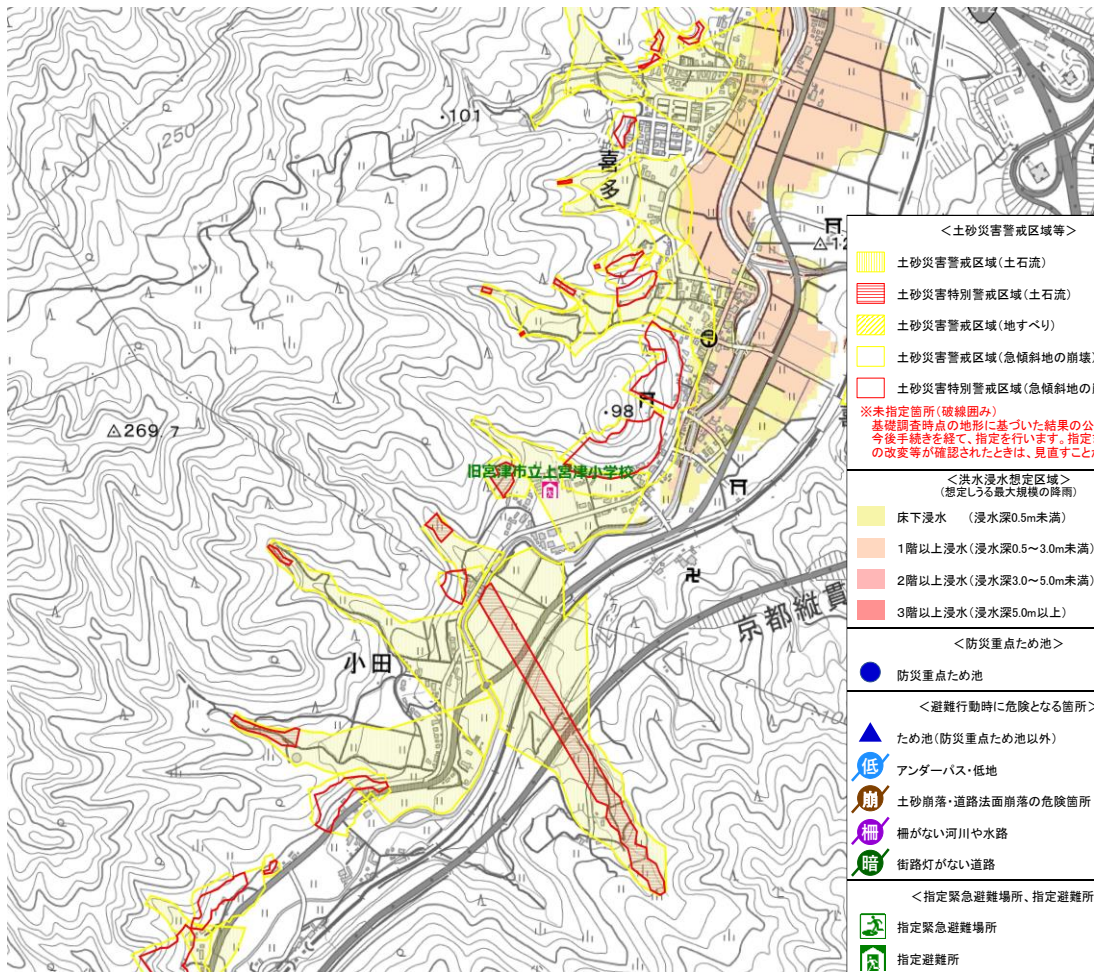 250
・101
喜多
△269.7
・98
旧宮津市立上宮津小学校
小田
京都縦貫
＜土砂災害警戒区域等＞
土砂災害警戒区域(土石流)
土砂災害特別警戒区域(土石流)
土砂災害警戒区域(地すべり)
土砂災害警戒区域(急傾斜地の崩壊)
土砂災害特別警戒区域(急傾斜地の
※未指定箇所(破線囲み)
基礎調査時点の地形に基づいた結果の公
今後手続きを経て、指定を行います。指定
の改変等が確認されたときは、見直すこと
＜洪水浸水想定区域＞
(想定しうる最大規模の降雨)
床下浸水　(浸水深0.5m未満)
1階以上浸水(浸水深0.5～3.0m未満)
2階以上浸水(浸水深3.0～5.0m未満)
3階以上浸水(浸水深5.0m以上)
＜防災重点ため池＞
防災重点ため池
＜避難行動時に危険となる箇所＞
ため池(防災重点ため池以外)
低 アンダーパス・低地
崩 土砂崩落・道路法面崩落の危険箇所
柵 柵がない河川や水路
暗 街路灯がない道路
＜指定緊急避難場所、指定避難所
指定緊急避難場所
指定避難所